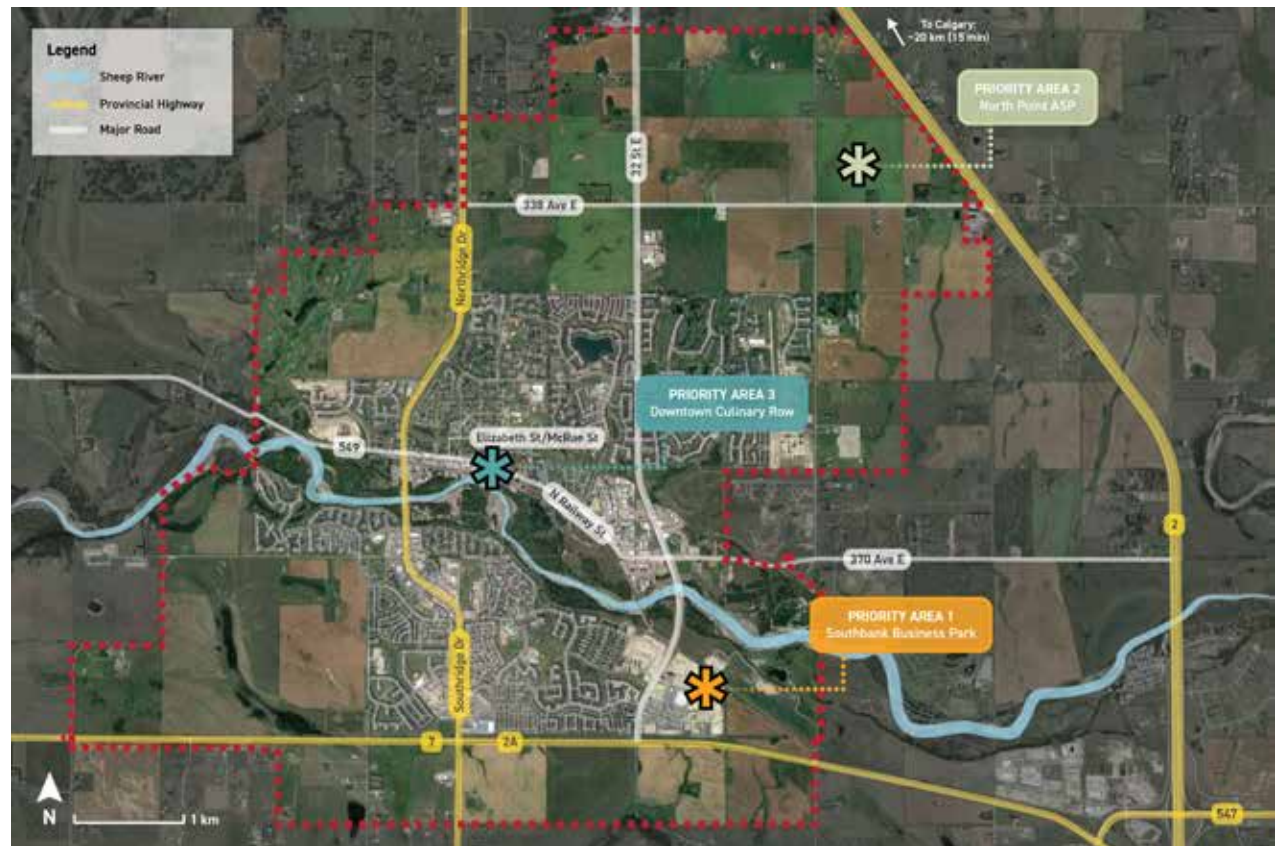 Legend
Sheep River
Provincial Highway
Major Road
To Calgary:
~20 km (15 min)
PRIORITY AREA 2
North Point ASP
32 St E
338 Ave E
Northridge Dr
PRIORITY AREA 3
Downtown Culinary Row
Elizabeth St/McRae St
549
N Railway St
2
370 Ave E
PRIORITY AREA 1
Southbank Business Park
Southridge Dr
7
2A
N
1 km
547